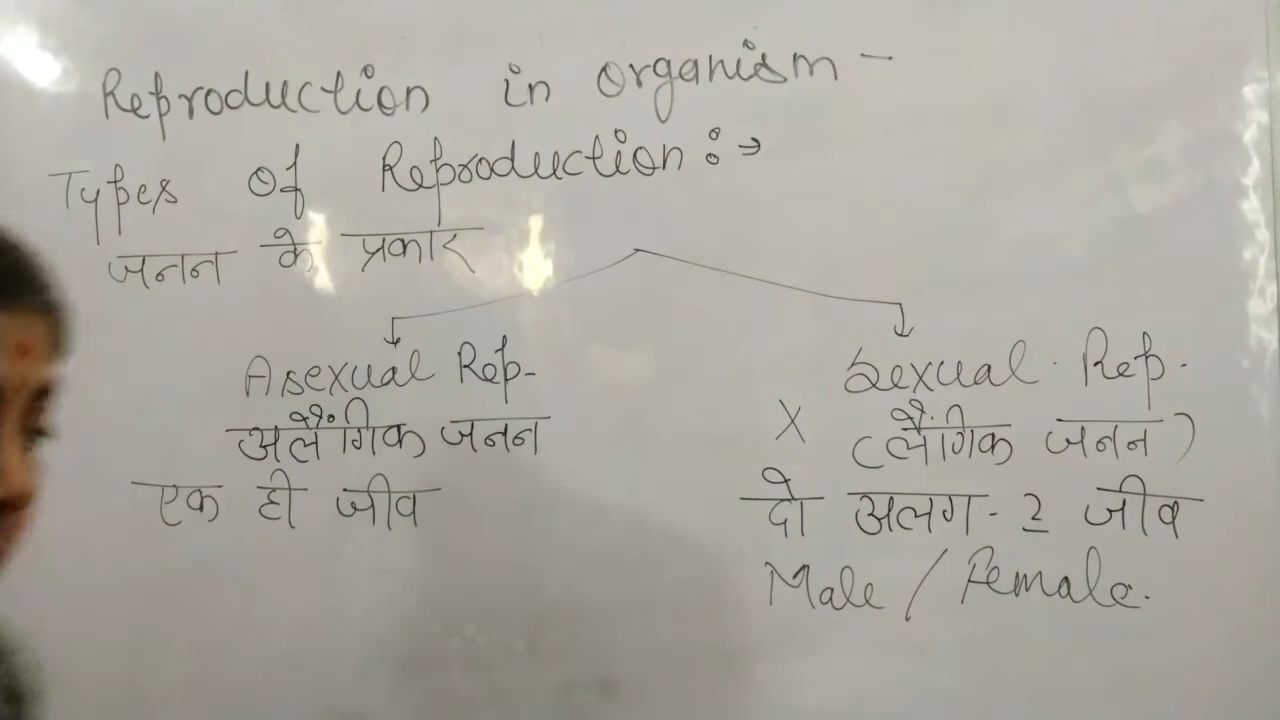 Reproduction in organism -
Types of Reproduction :→
जनन के प्रकार
Asexual Rep-
अलैंगिक जनन
एक ही जीव
Sexual. Rep.
X (लैंगिक जनन)
दो अलग-2 जीव
Male / Female.